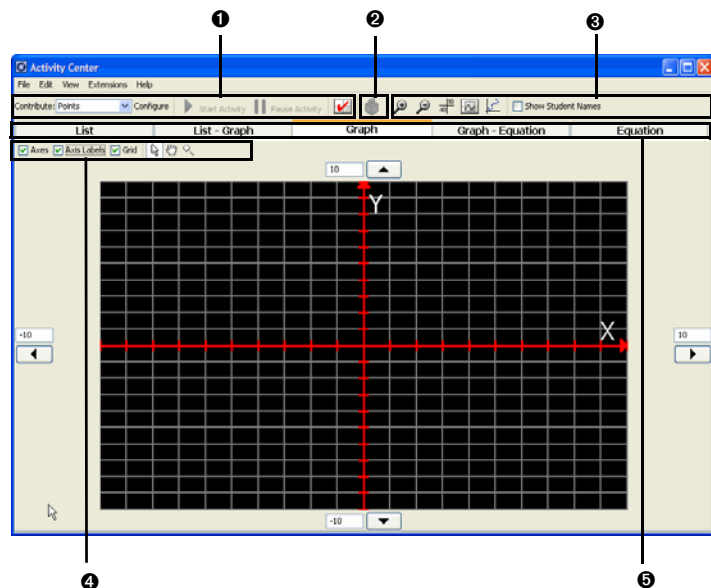 ❶ ❷ ❸
Activity Center
File Edit View Extensions Help
Contribute: Points Configure Start Activity Pause Activity Show Student Names
List List - Graph Graph Graph - Equation Equation
Axes Axis Labels Grid
10
Y
X
-10 10
-10
❹ ❺